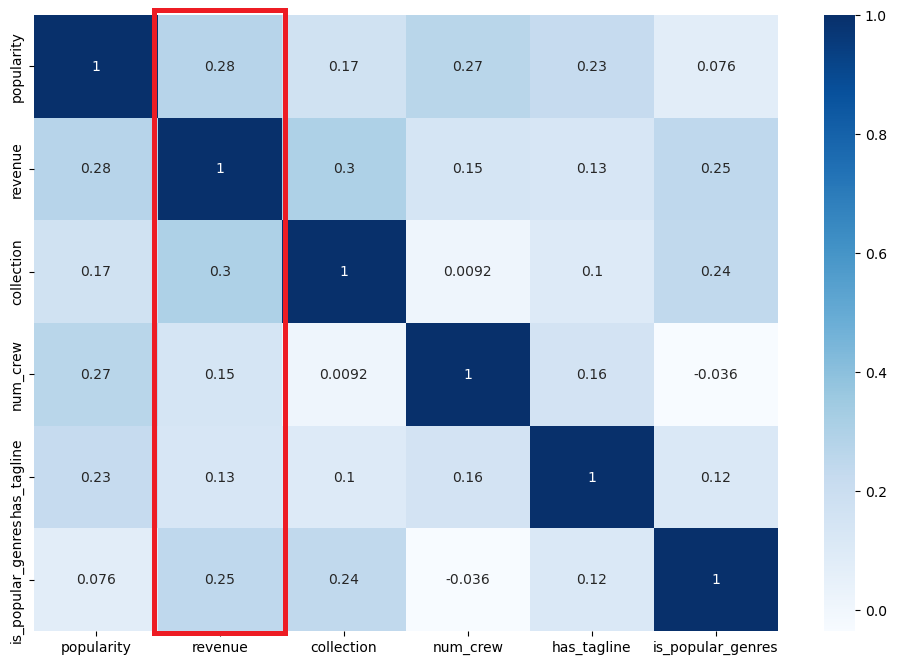 popularity 1 0.28 0.17 0.27 0.23 0.076
revenue 0.28 1 0.3 0.15 0.13 0.25
collection 0.17 0.3 1 0.0092 0.1 0.24
num_crew 0.27 0.15 0.0092 1 0.16 -0.036
has_tagline 0.23 0.13 0.1 0.16 1 0.12
is_popular_genres 0.076 0.25 0.24 -0.036 0.12 1
popularity revenue collection num_crew has_tagline is_popular_genres
1.0
0.8
0.6
0.4
0.2
0.0